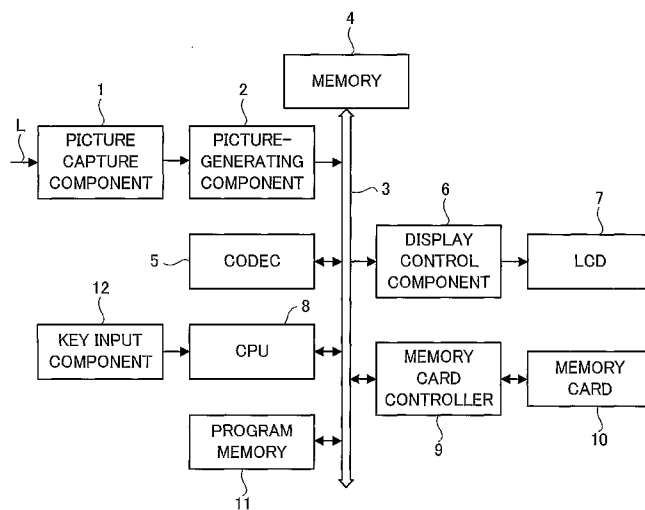 4
MEMORY
1
2
L
PICTURE
CAPTURE
COMPONENT
PICTURE-
GENERATING
COMPONENT
3
6
7
5
CODEC
DISPLAY
CONTROL
COMPONENT
LCD
12
8
KEY INPUT
COMPONENT
CPU
MEMORY
CARD
CONTROLLER
MEMORY
CARD
9
10
PROGRAM
MEMORY
11